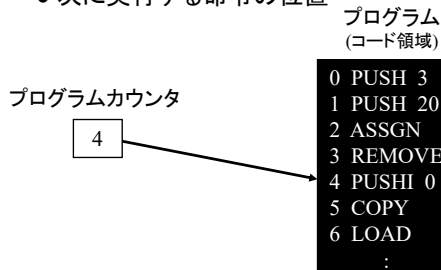 次に実行する命令の位置
プログラム
(コード領域)
プログラムカウンタ
4
0 PUSH 3
1 PUSH 20
2 ASSGN
3 REMOVE
4 PUSHI 0
5 COPY
6 LOAD
: